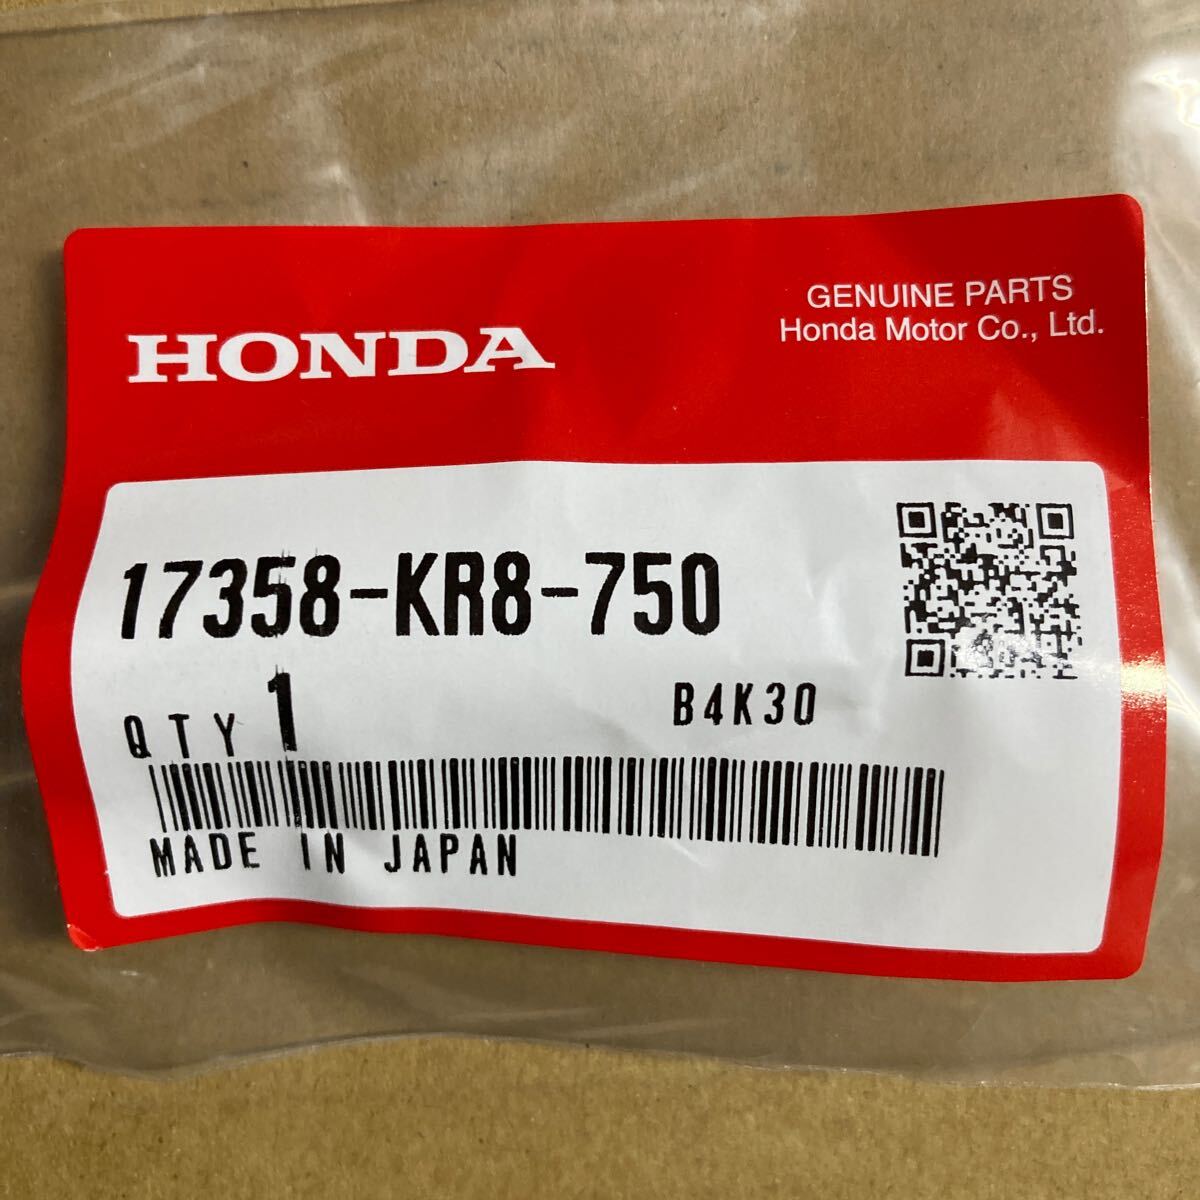 HONDA
GENUINE PARTS
Honda Motor Co., Ltd.
17358-KR8-750
QTY 1
B4K30
MADE IN JAPAN